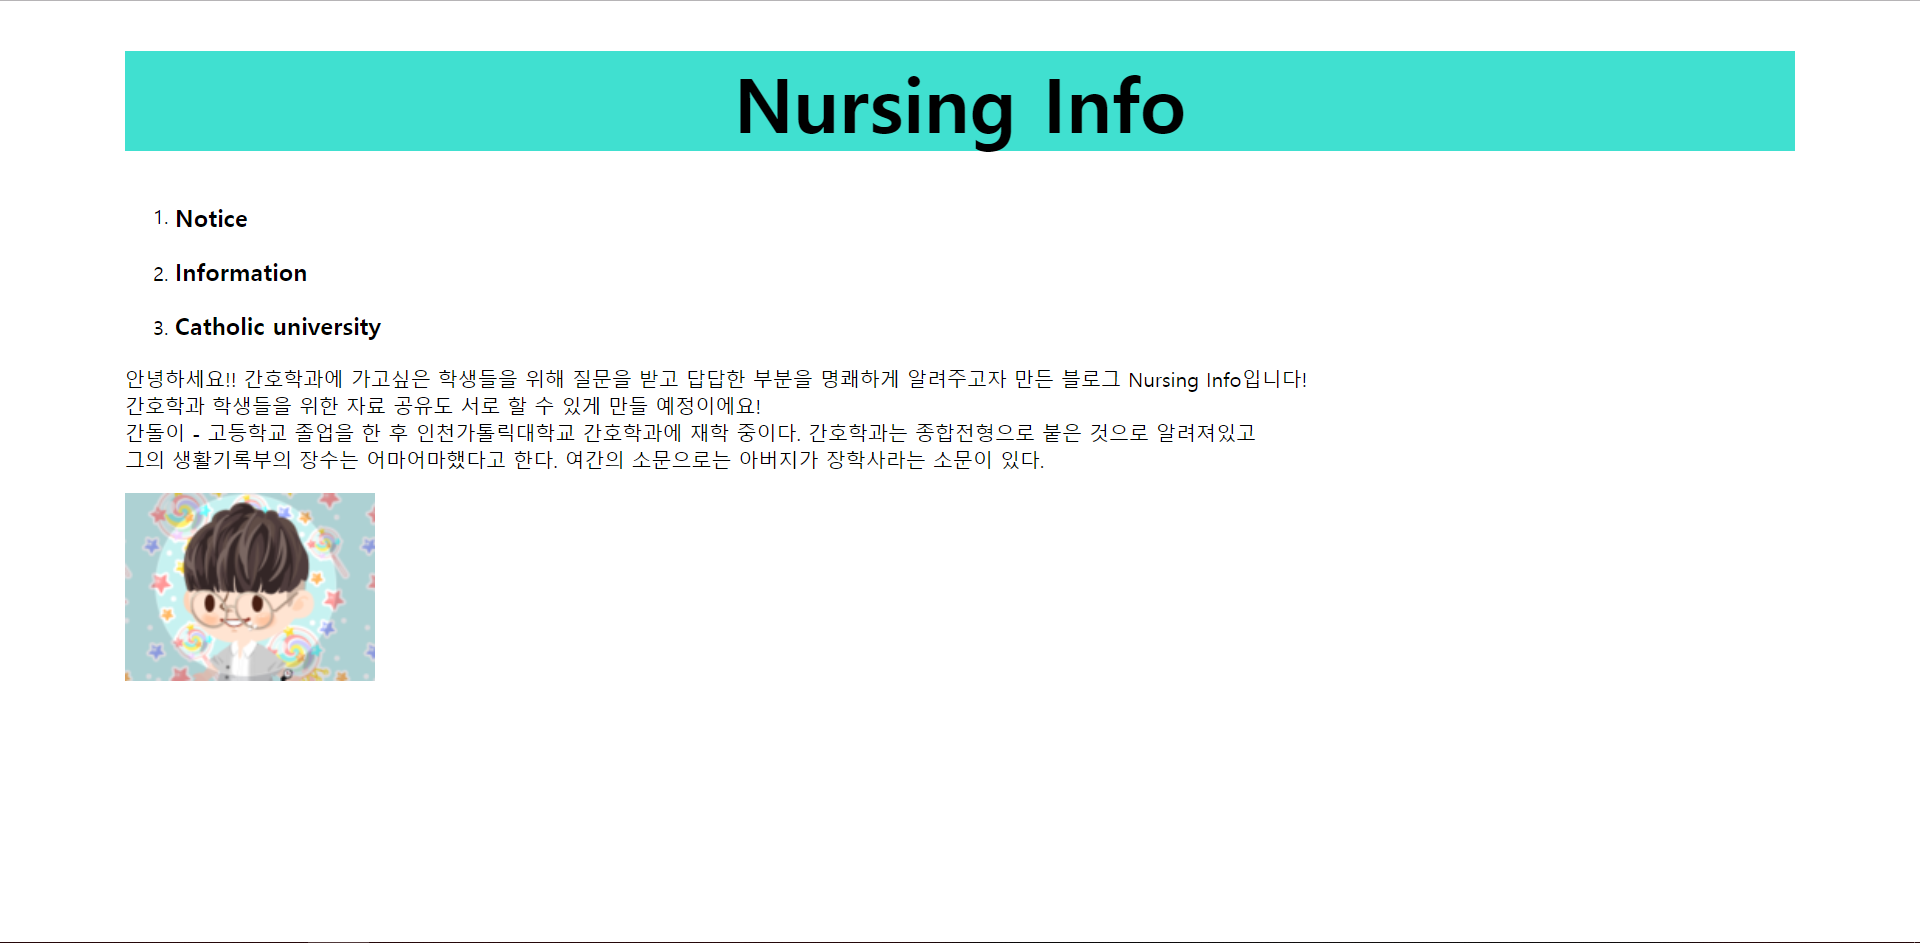 Nursing Info
1. Notice
2. Information
3. Catholic university
안녕하세요!! 간호학과에 가고싶은 학생들을 위해 질문을 받고 답답한 부분을 명쾌하게 알려주고자 만든 블로그 Nursing Info입니다!
간호학과 학생들을 위한 자료 공유도 서로 할 수 있게 만들 예정이에요!
간돌이 - 고등학교 졸업을 한 후 인천가톨릭대학교 간호학과에 재학 중이다. 간호학과는 종합전형으로 붙은 것으로 알려져있고
그의 생활기록부의 장수는 어마어마했다고 한다. 여간의 소문으로는 아버지가 장학사라는 소문이 있다.